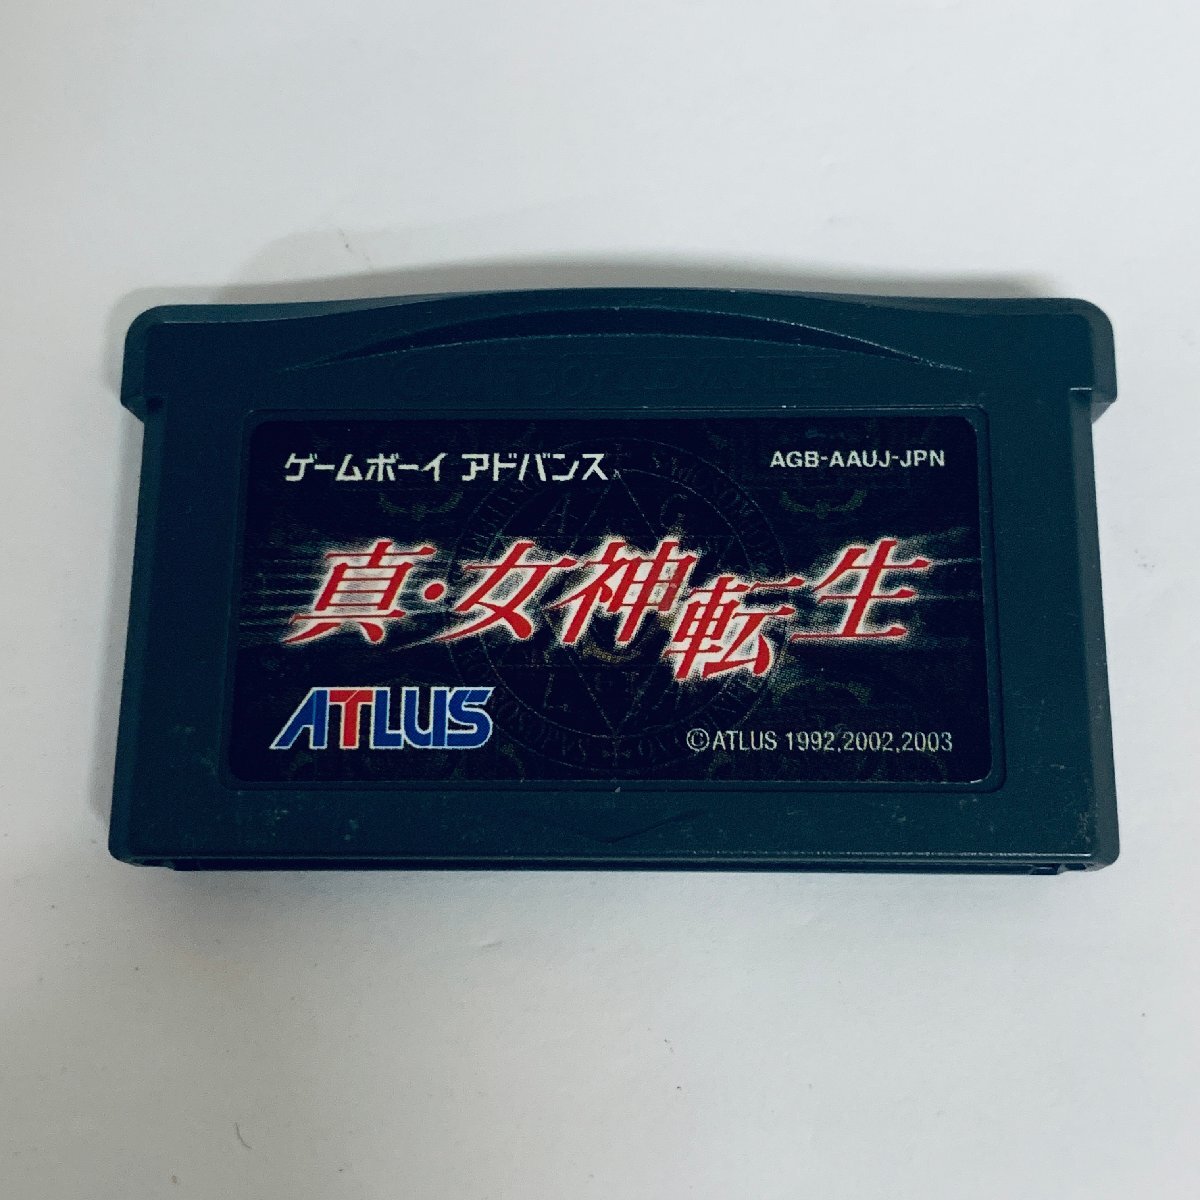 ゲームボーイ アドバンス
AGB-AAUJ-JPN
真・女神転生
ATLUS
©ATLUS 1992,2002,2003